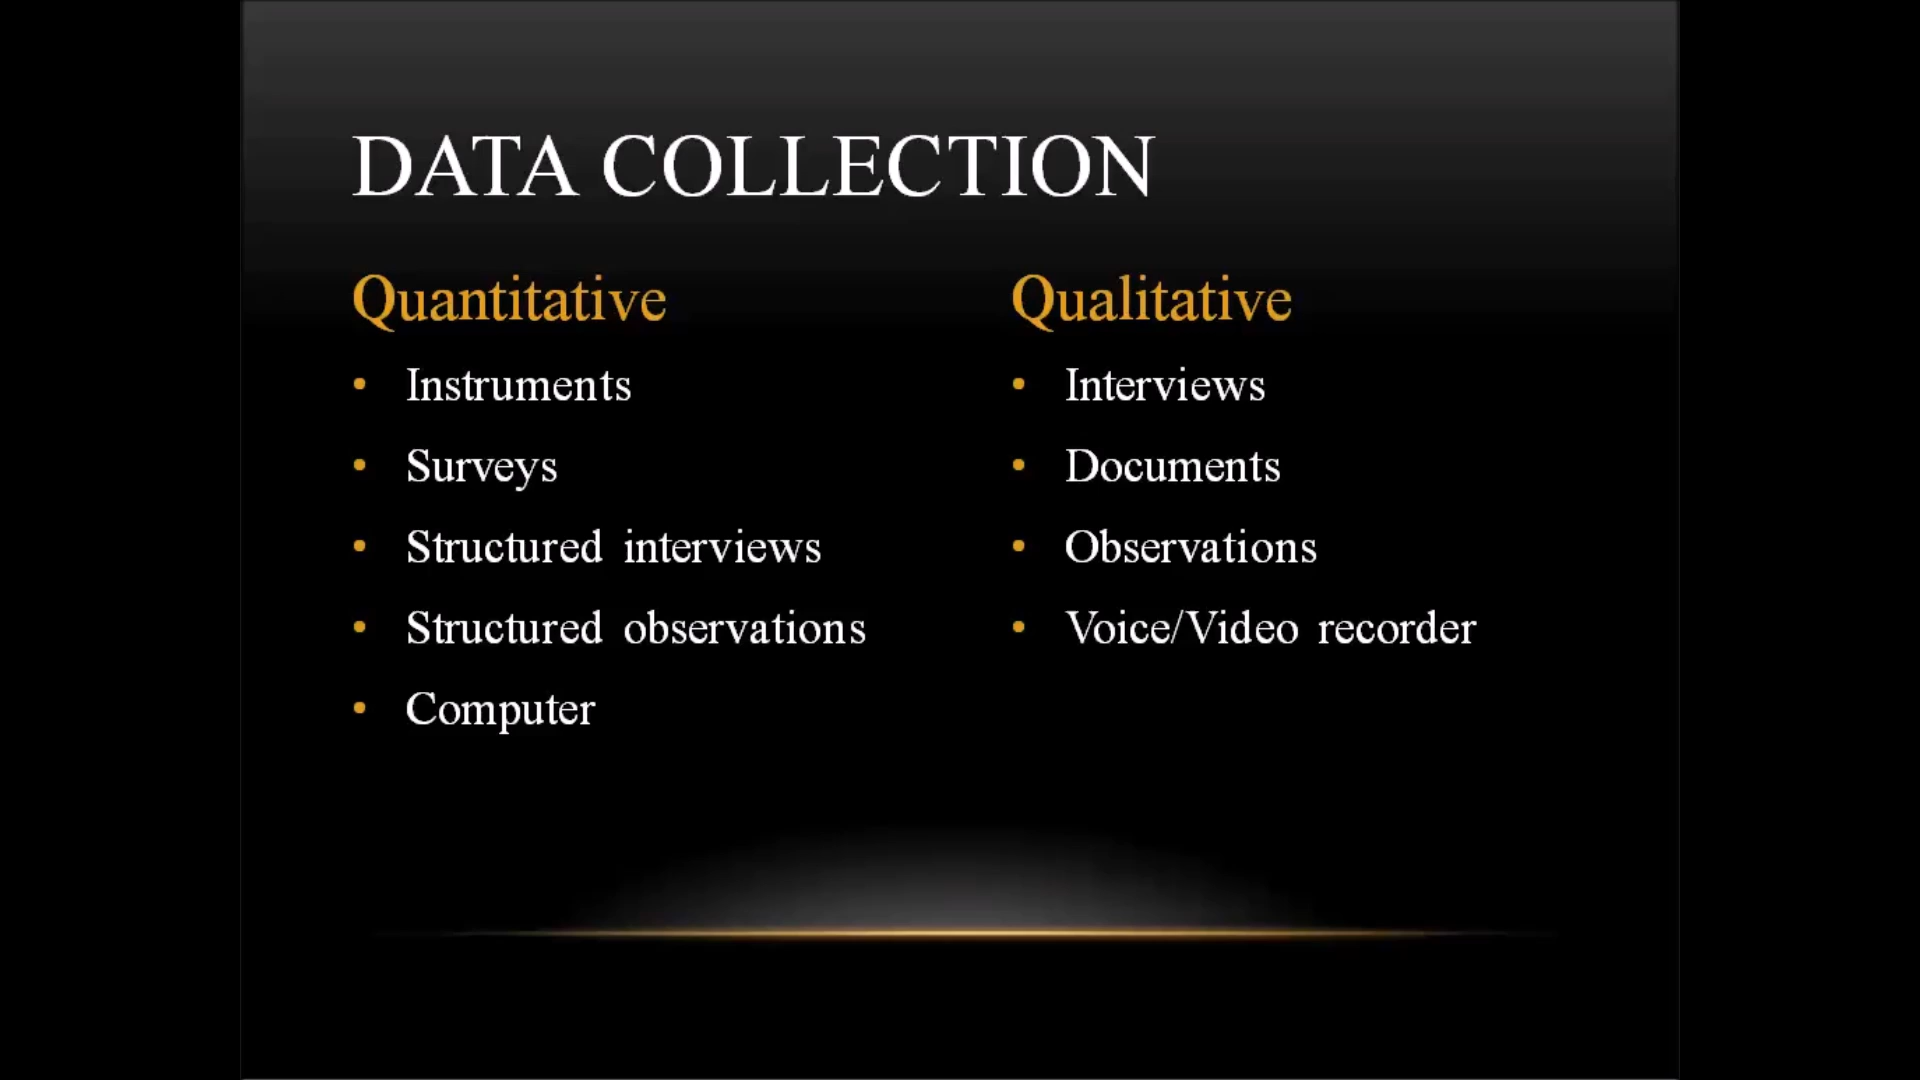 DATA COLLECTION
Quantitative
• Instruments
• Surveys
• Structured interviews
• Structured observations
• Computer
Qualitative
• Interviews
• Documents
• Observations
• Voice/Video recorder